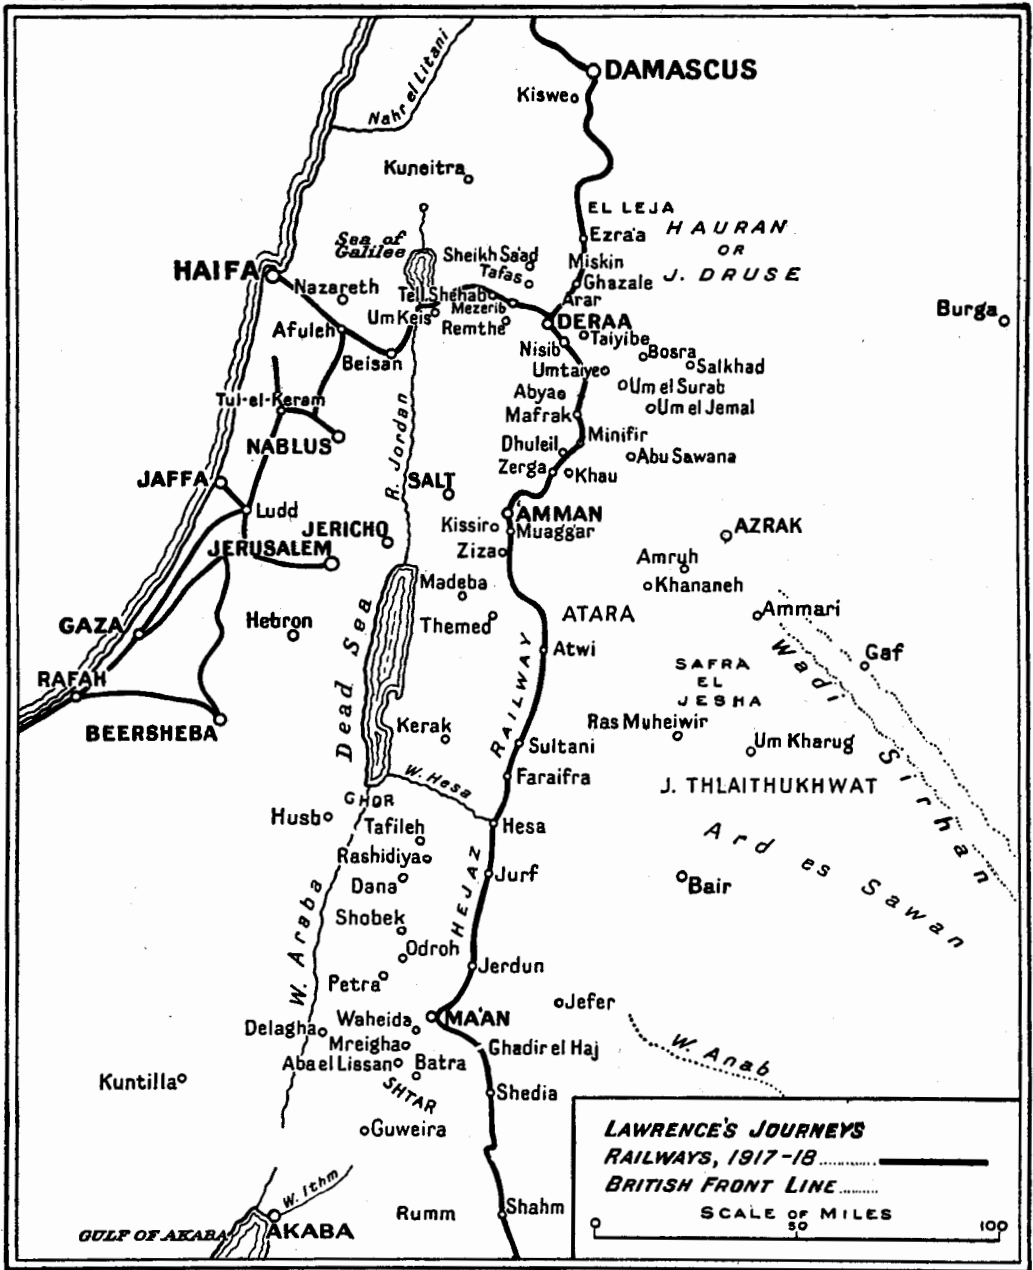 DAMASCUS
Kiswe
Nahr el Litani
Kuneitra
EL LEJA
Ezra'a
HAURAN
OR
J. DRUSE
Sea of
Galilee
Sheikh Sa'ad
Tafas
Miskin
Ghazale
Arar
HAIFA
Nazareth
Tell Shehab
Mezerib
Um Keis
Remthe
DERAA
Burga
Afuleh
Beisan
Nisib
Taiyibe
Bosra
Salkhad
Umtaiye
Um el Surab
Abya
Um el Jemal
Tul-el-Keram
Mafrak
NABLUS
R. Jordan
Minifir
Dhuleil
Abu Sawana
Zerga
Khau
JAFFA
SALT
Ludd
'AMMAN
JERICHO
Kissir
Muaggar
AZRAK
JERUSALEM
Ziza
Amruh
Madeba
Khananeh
Themed
ATARA
Ammari
GAZA
Hebron
Dead Sea
Atwi
Gaf
RAFAH
SAFRA
EL
JESHA
Wadi Sirhan
BEERSHEBA
Kerak
HEJAZ RAILWAY
Ras Muheiwir
Um Kharug
Sultani
W. Hesa
Faraifra
J. THLAITHUKHWAT
GHOR
Husb
Tafileh
Hesa
Ard es Sawan
Rashidiya
Dana
Jurf
Bair
W. Araba
Shobek
Odroh
Petra
Jerdun
Jefer
Delagha
Waheida
MA'AN
Mreigha
Ghadir el Haj
W. Anab
Aba el Lissan
Batra
Kuntilla
SHTAR
Shedia
Guweira
W. Ithm
Rumm
Shahm
GULF OF AKABA
AKABA
LAWRENCE'S JOURNEYS
RAILWAYS, 1917-18
BRITISH FRONT LINE
SCALE OF MILES
0 50 100